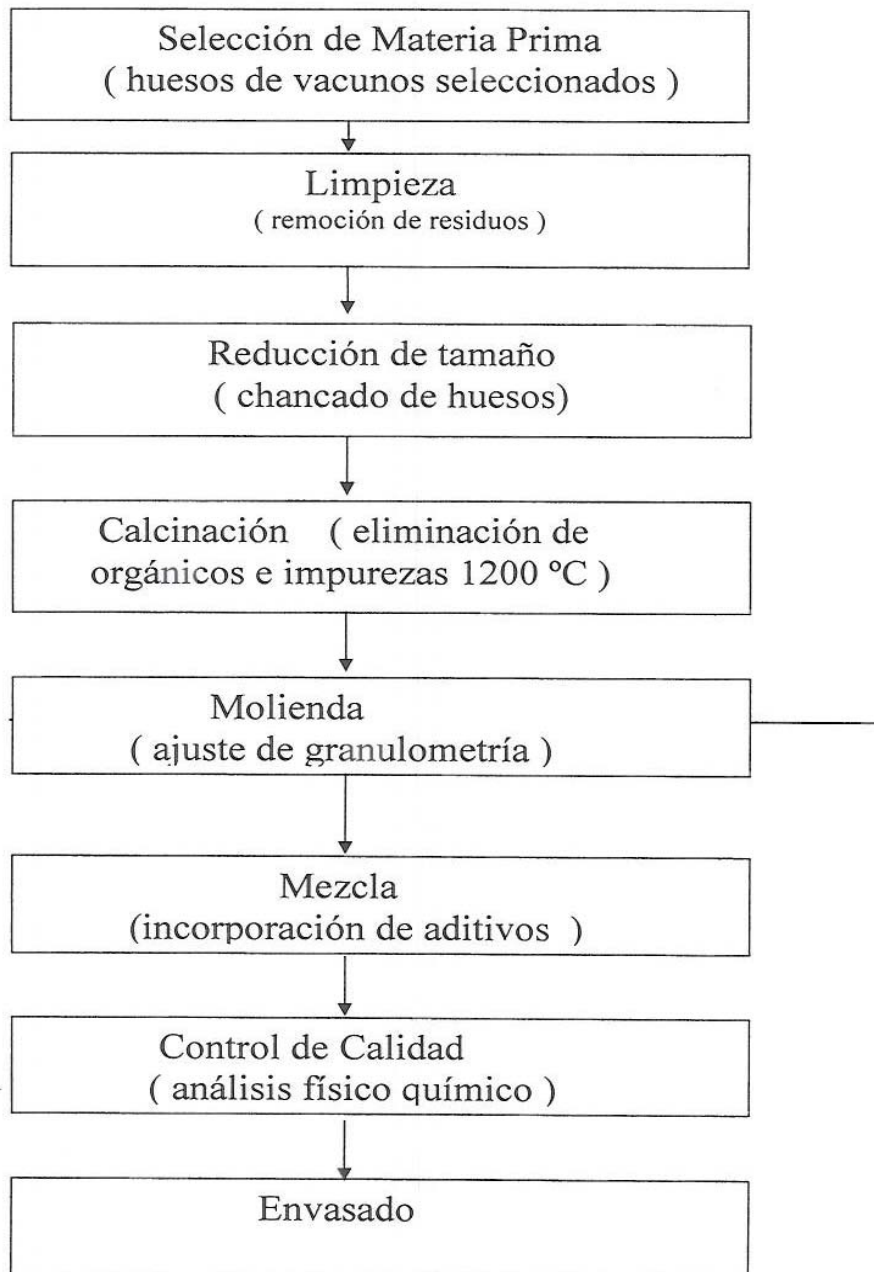 Selección de Materia Prima
( huesos de vacunos seleccionados )
Limpieza
( remoción de residuos )
Reducción de tamaño
( chancado de huesos)
Calcinación ( eliminación de
orgánicos e impurezas 1200 ºC )
Molienda
( ajuste de granulometría )
Mezcla
(incorporación de aditivos )
Control de Calidad
( análisis físico químico )
Envasado